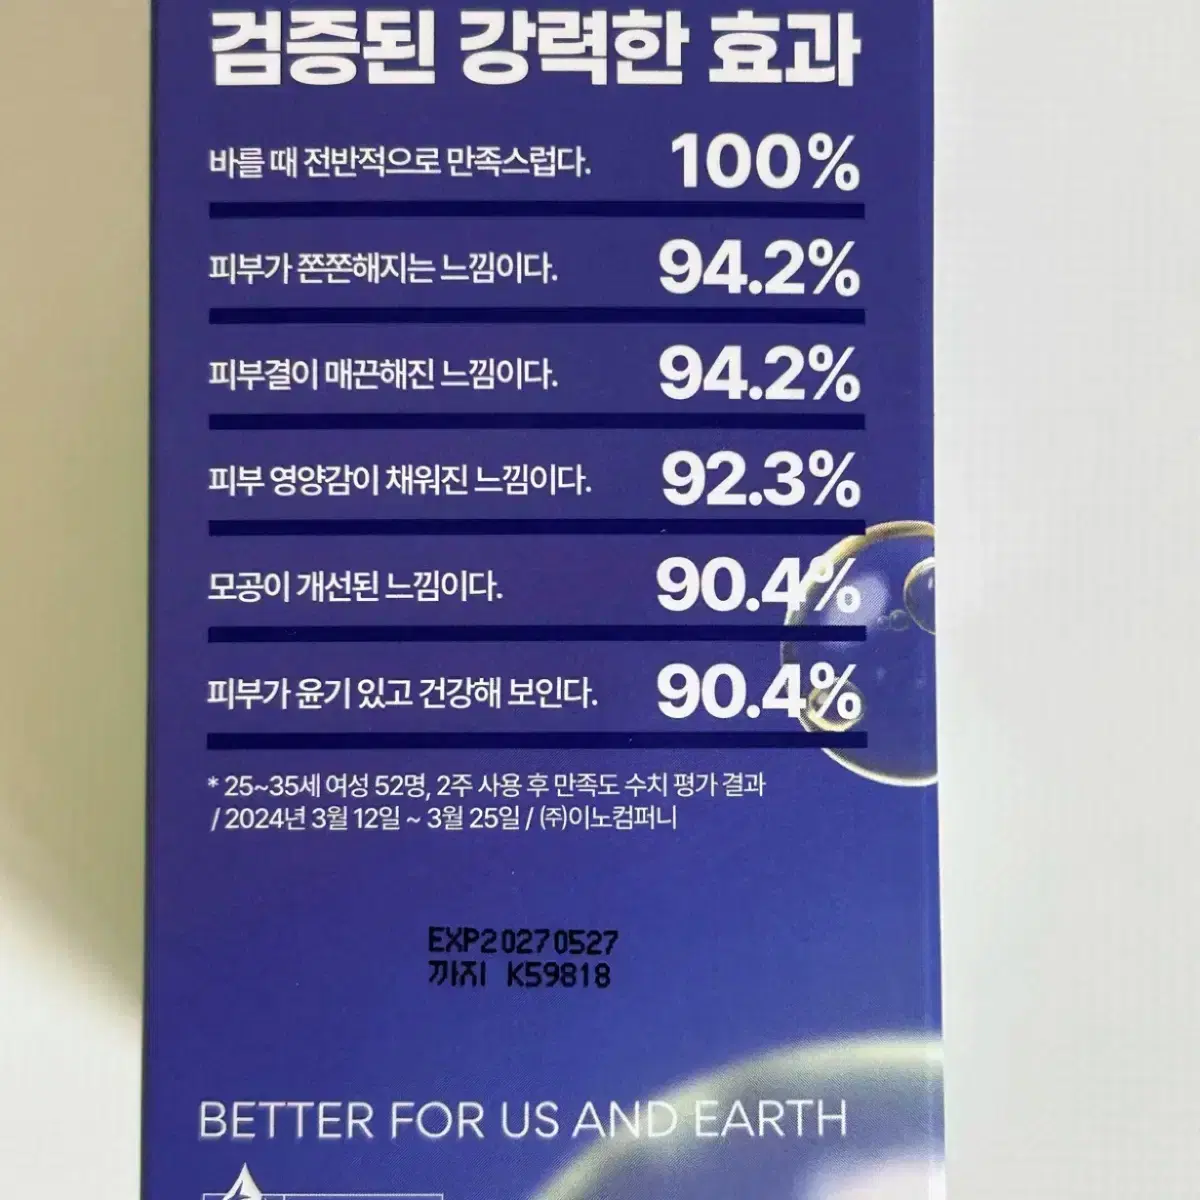 검증된 강력한 효과
바를 때 전반적으로 만족스럽다. 100%
피부가 쫀쫀해지는 느낌이다. 94.2%
피부결이 매끈해진 느낌이다. 94.2%
피부 영양감이 채워진 느낌이다. 92.3%
모공이 개선된 느낌이다. 90.4%
피부가 윤기 있고 건강해 보인다. 90.4%
* 25~35세 여성 52명, 2주 사용 후 만족도 수치 평가 결과
/ 2024년 3월 12일 ~ 3월 25일 / (주)이노컴퍼니
EXP20270527
까지 K59818
BETTER FOR US AND EARTH